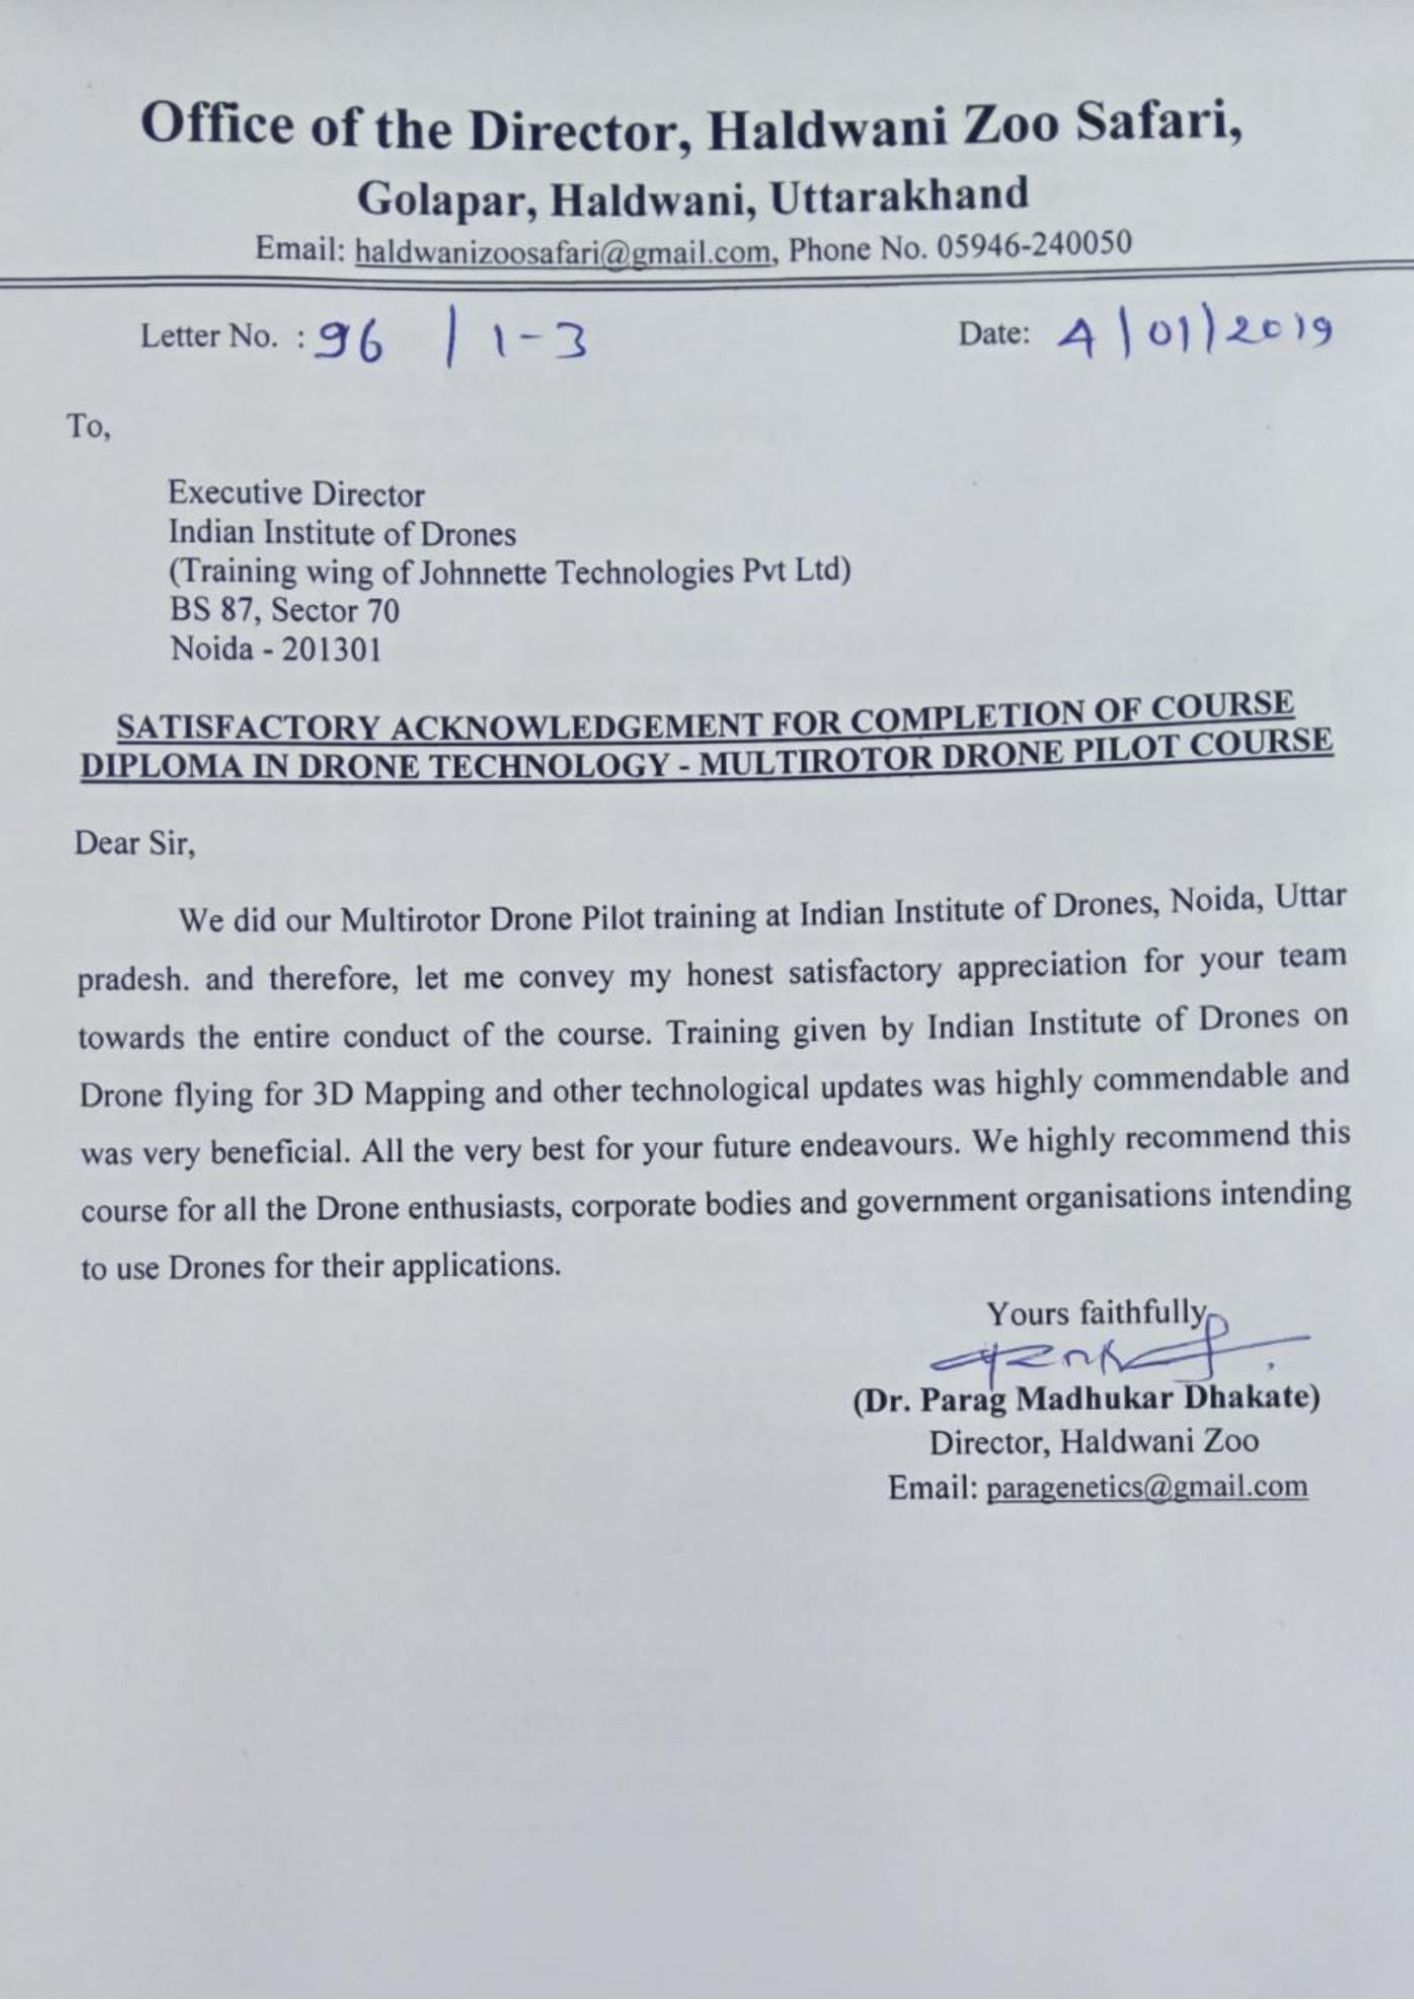 Office of the Director, Haldwani Zoo Safari,
Golapar, Haldwani, Uttarakhand
Email: haldwanizoosafari@gmail.com, Phone No. 05946-240050
Letter No. : 96 / 1-3 Date: 4/01/2019
To,
Executive Director
Indian Institute of Drones
(Training wing of Johnnette Technologies Pvt Ltd)
BS 87, Sector 70
Noida - 201301
SATISFACTORY ACKNOWLEDGEMENT FOR COMPLETION OF COURSE
DIPLOMA IN DRONE TECHNOLOGY - MULTIROTOR DRONE PILOT COURSE
Dear Sir,
We did our Multirotor Drone Pilot training at Indian Institute of Drones, Noida, Uttar
pradesh. and therefore, let me convey my honest satisfactory appreciation for your team
towards the entire conduct of the course. Training given by Indian Institute of Drones on
Drone flying for 3D Mapping and other technological updates was highly commendable and
was very beneficial. All the very best for your future endeavours. We highly recommend this
course for all the Drone enthusiasts, corporate bodies and government organisations intending
to use Drones for their applications.
Yours faithfully
(Dr. Parag Madhukar Dhakate)
Director, Haldwani Zoo
Email: paragenetics@gmail.com